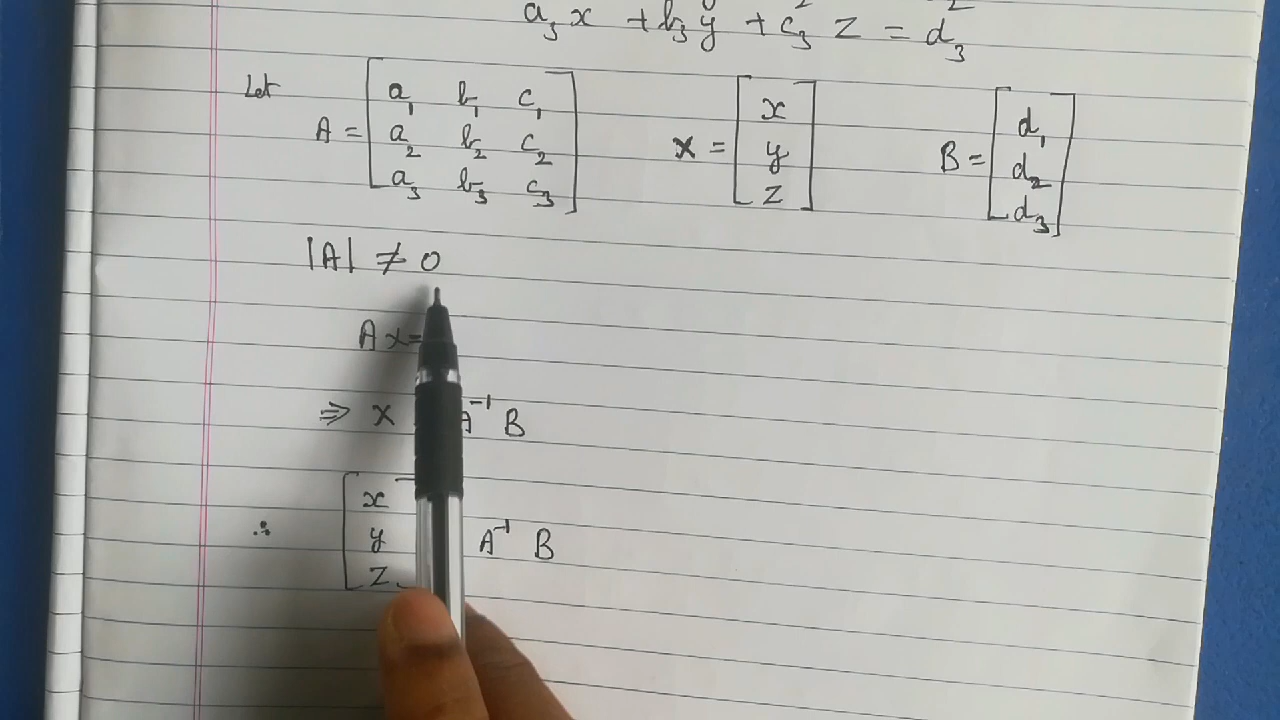 a₃x + b₃y + c₃z = d₃
Let
A = [a₁ b₁ c₁ X = [x B = [d₁
a₂ b₂ c₂ y d₂
a₃ b₃ c₃] z] d₃]
|A| ≠ 0
AX =
⇒ X A⁻¹ B
∴ [x
y A⁻¹ B
z]